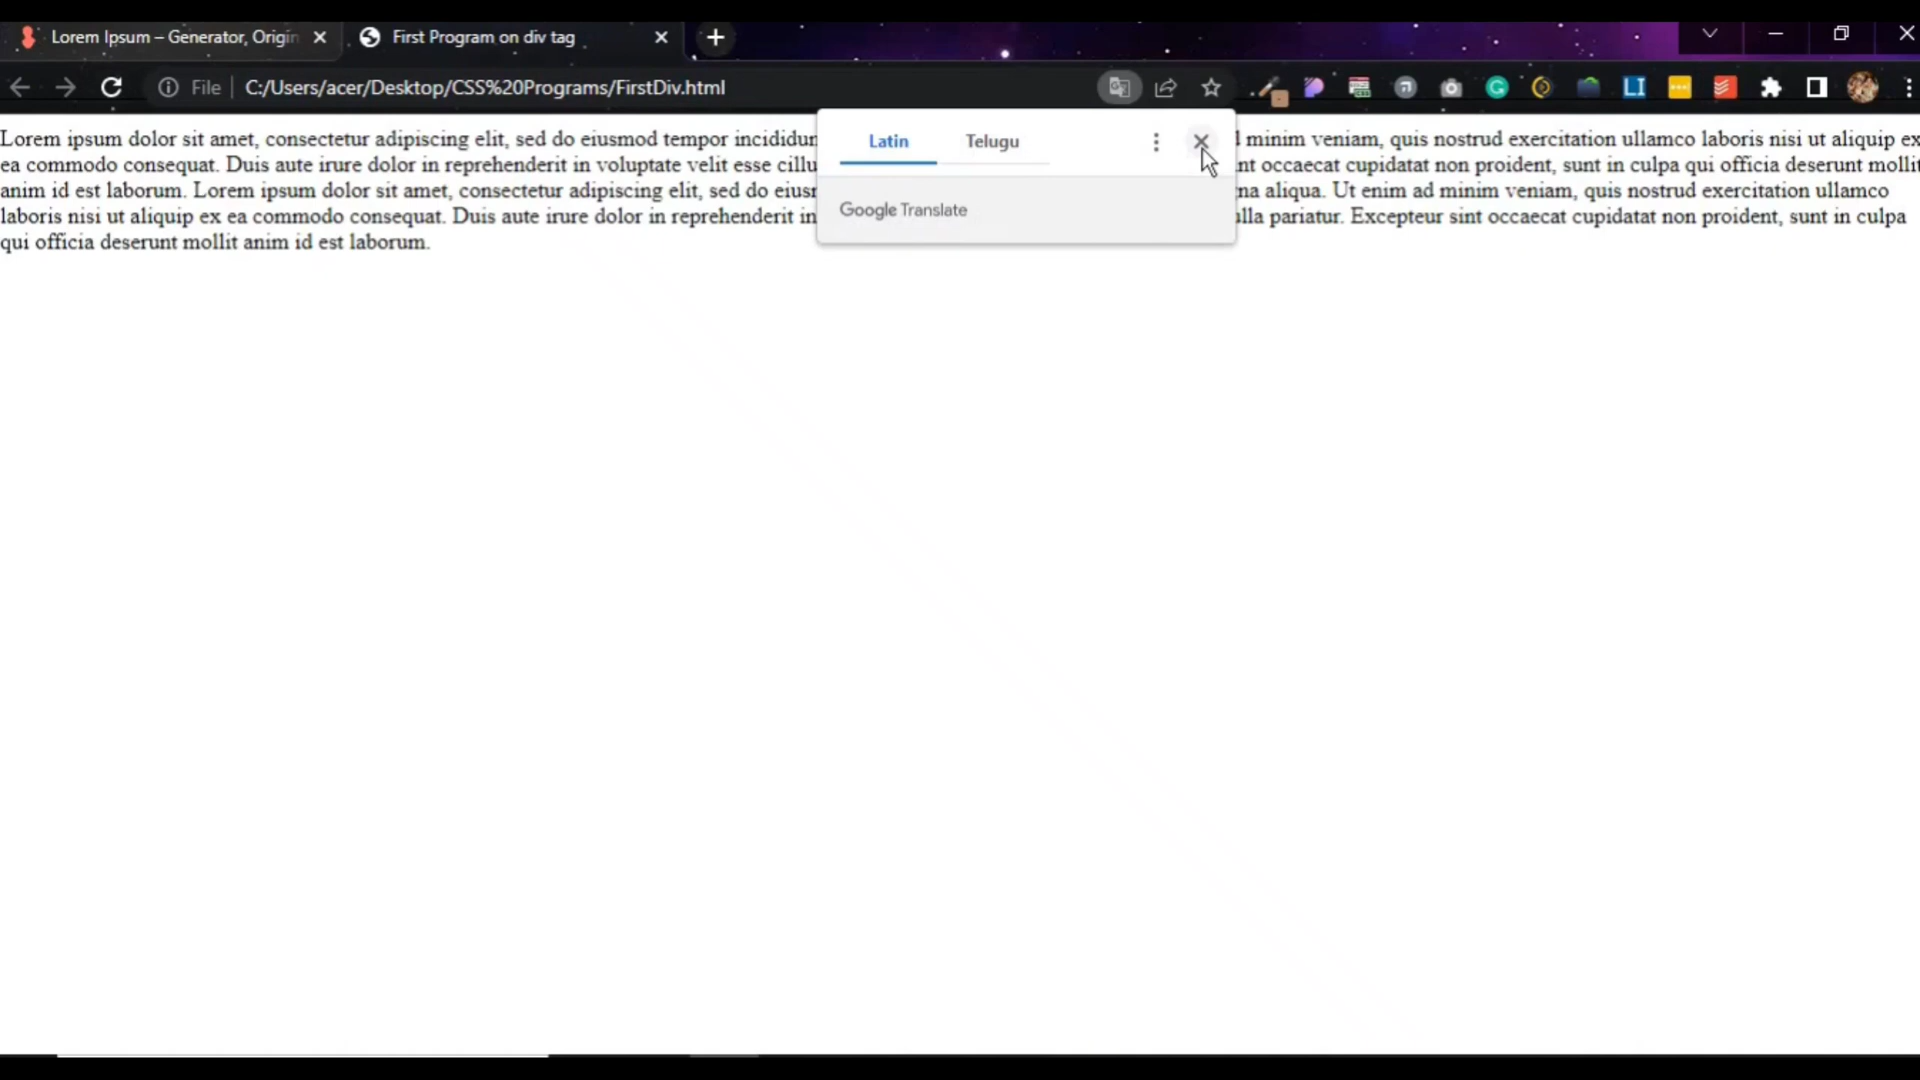 Lorem Ipsum – Generator, Origin
First Program on div tag
File
C:/Users/acer/Desktop/CSS%20Programs/FirstDiv.html
Lorem ipsum dolor sit amet, consectetur adipiscing elit, sed do eiusmod tempor incididun minim veniam, quis nostrud exercitation ullamco laboris nisi ut aliquip ex
ea commodo consequat. Duis aute irure dolor in reprehenderit in voluptate velit esse cillu nt occaecat cupidatat non proident, sunt in culpa qui officia deserunt mollit
anim id est laborum. Lorem ipsum dolor sit amet, consectetur adipiscing elit, sed do eiusr na aliqua. Ut enim ad minim veniam, quis nostrud exercitation ullamco
laboris nisi ut aliquip ex ea commodo consequat. Duis aute irure dolor in reprehenderit in lla pariatur. Excepteur sint occaecat cupidatat non proident, sunt in culpa
qui officia deserunt mollit anim id est laborum.
Latin Telugu
Google Translate
LI